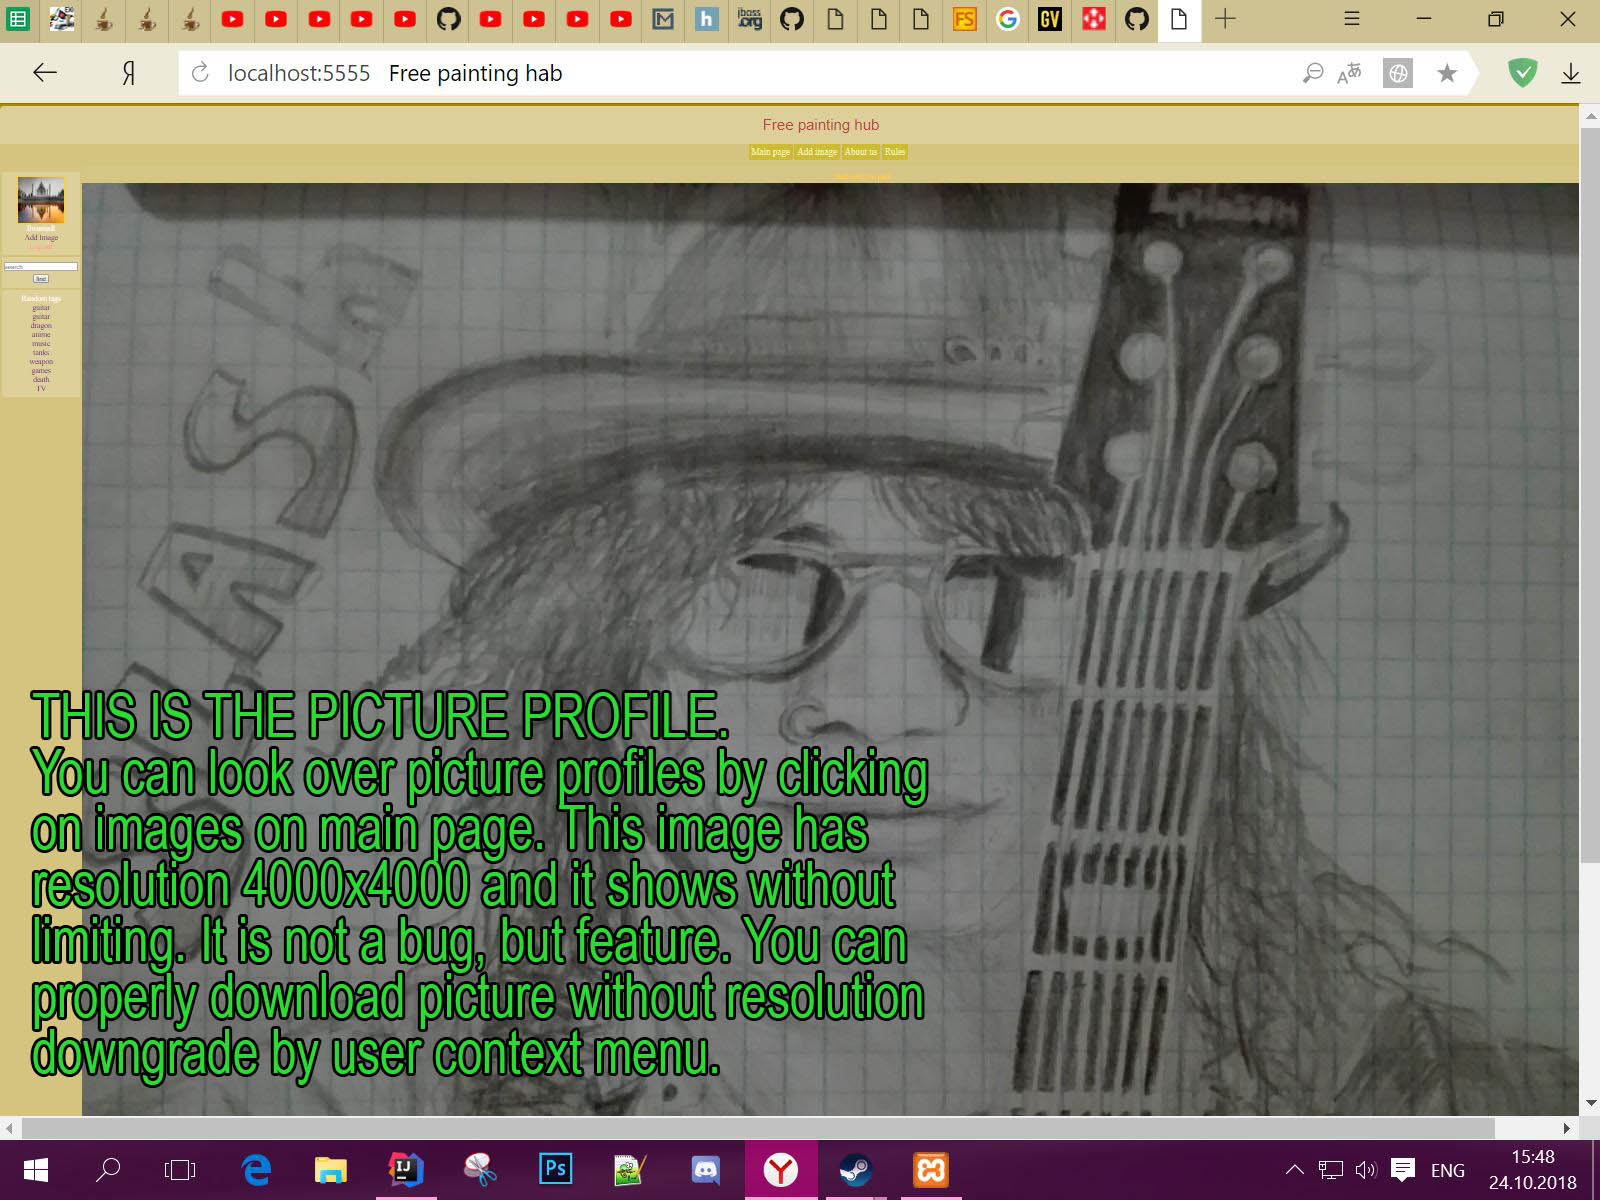 localhost:5555 Free painting hab
Free painting hub
Main page Add image About us Rules
Add Image
search
find
Random tags
guitar
guitar
dragon
anime
music
tanks
weapon
games
death
TV
SLASH
THIS IS THE PICTURE PROFILE.
You can look over picture profiles by clicking
on images on main page. This image has
resolution 4000x4000 and it shows without
limiting. It is not a bug, but feature. You can
properly download picture without resolution
downgrade by user context menu.
ENG
15:48
24.10.2018